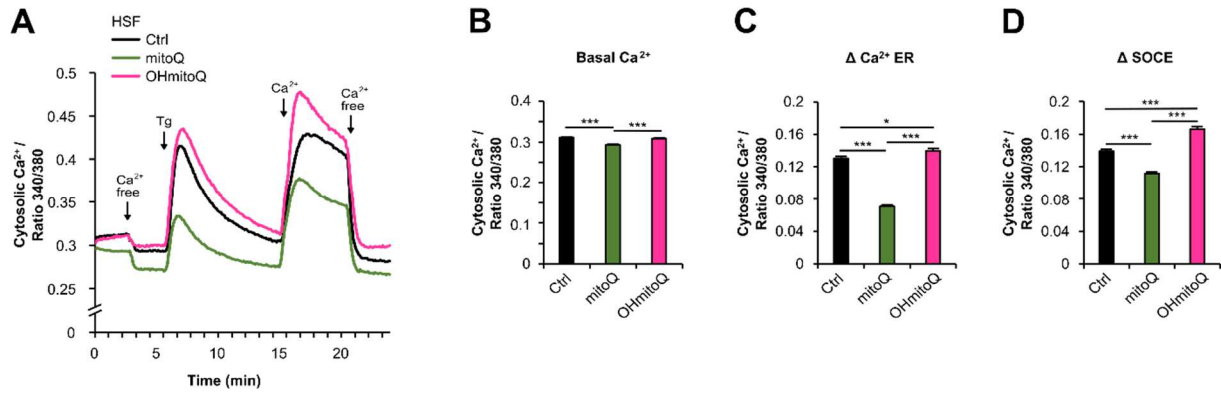 A
HSF
Ctrl
mitoQ
OHmitoQ
Cytosolic Ca²⁺ /
Ratio 340/380
0.5
0.45
0.4
0.35
0.3
0.25
0
Ca²⁺
free
Tg
Ca²⁺
Ca²⁺
free
0
5
10
15
20
Time (min)
B
Basal Ca²⁺
Cytosolic Ca²⁺ /
Ratio 340/380
0.4
0.3
0.2
0.1
0
***
***
Ctrl
mitoQ
OHmitoQ
C
Δ Ca²⁺ ER
Cytosolic Ca²⁺ /
Ratio 340/380
0.2
0.16
0.12
0.08
0.04
0
*
***
***
Ctrl
mitoQ
OHmitoQ
D
Δ SOCE
Cytosolic Ca²⁺ /
Ratio 340/380
0.2
0.16
0.12
0.08
0.04
0
***
***
***
Ctrl
mitoQ
OHmitoQ